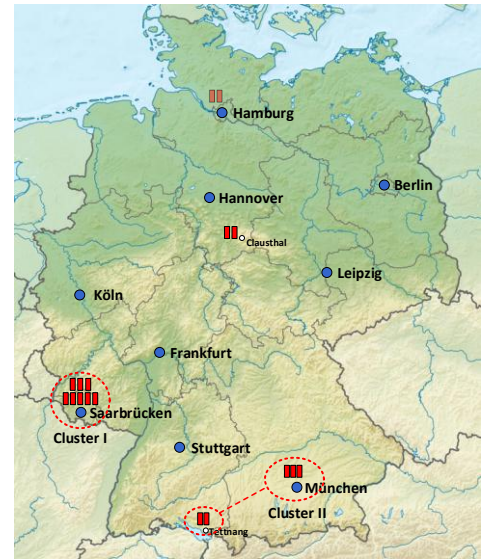 Hamburg
Berlin
Hannover
Clausthal
Leipzig
Köln
Frankfurt
Saarbrücken
Cluster I
Stuttgart
München
Cluster II
Tettnang